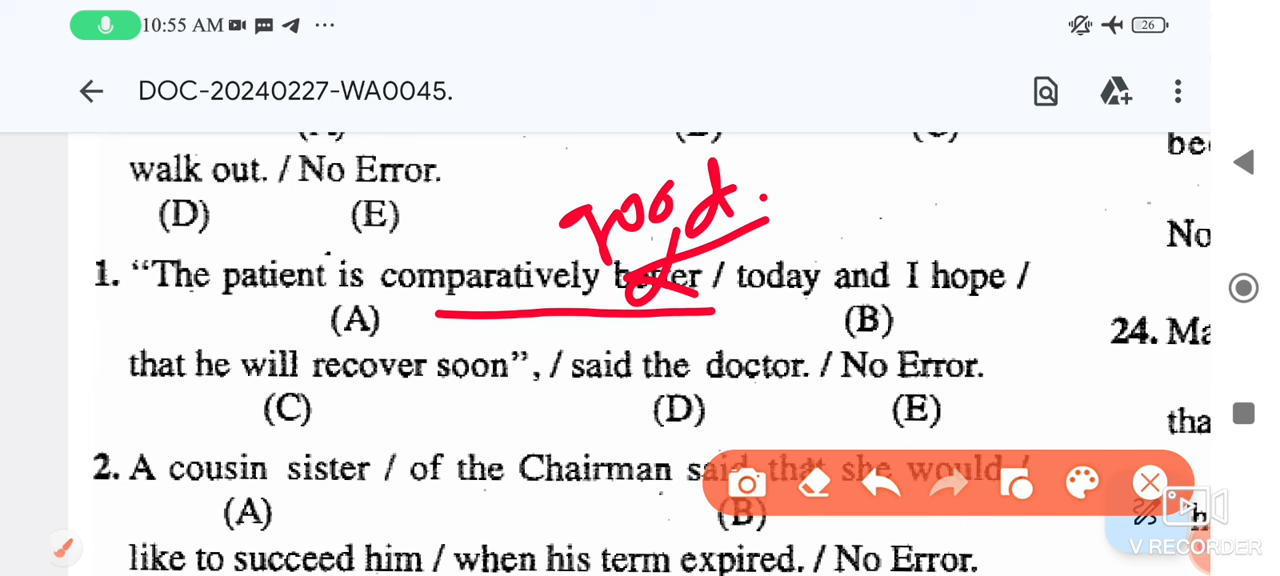 10:55 AM ...
26
DOC-20240227-WA0045.
walk out. / No Error.
(D) (E)
good.
1. “The patient is comparatively better / today and I hope /
(A) (B)
that he will recover soon”, / said the doctor. / No Error.
(C) (D) (E)
2. A cousin sister / of the Chairman said that she would /
(A) (B)
like to succeed him / when his term expired. / No Error.
No
24. Ma
tha
V RECORDER